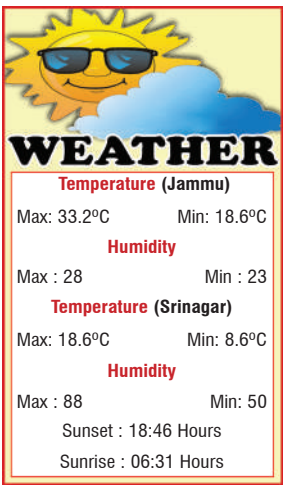 WEATHER
Temperature (Jammu)
Max: 33.2ºC Min: 18.6ºC
Humidity
Max : 28 Min : 23
Temperature (Srinagar)
Max: 18.6ºC Min: 8.6ºC
Humidity
Max : 88 Min: 50
Sunset : 18:46 Hours
Sunrise : 06:31 Hours